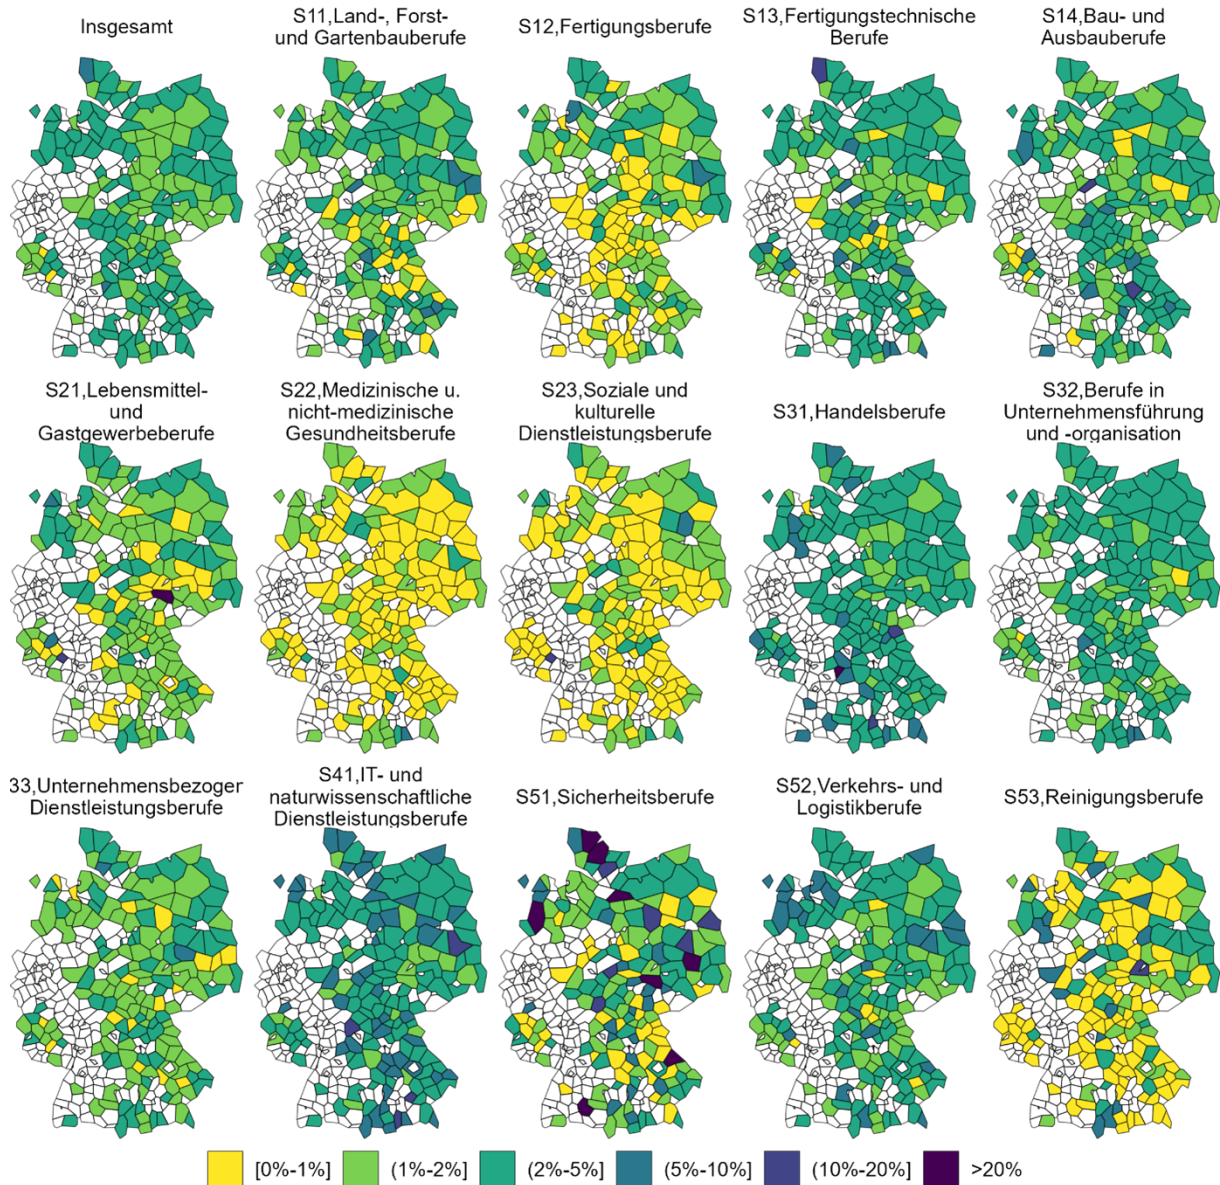 Insgesamt
S11,Land-, Forst-
und Gartenbauberufe
S12,Fertigungsberufe
S13,Fertigungstechnische
Berufe
S14,Bau- und
Ausbauberufe
S21,Lebensmittel-
und
Gastgewerbeberufe
S22,Medizinische u.
nicht-medizinische
Gesundheitsberufe
S23,Soziale und
kulturelle
Dienstleistungsberufe
S31,Handelsberufe
S32,Berufe in
Unternehmensführung
und -organisation
33,Unternehmensbezoger
Dienstleistungsberufe
S41,IT- und
naturwissenschaftliche
Dienstleistungsberufe
S51,Sicherheitsberufe
S52,Verkehrs- und
Logistikberufe
S53,Reinigungsberufe
[0%-1%]
(1%-2%]
(2%-5%]
(5%-10%]
(10%-20%]
>20%